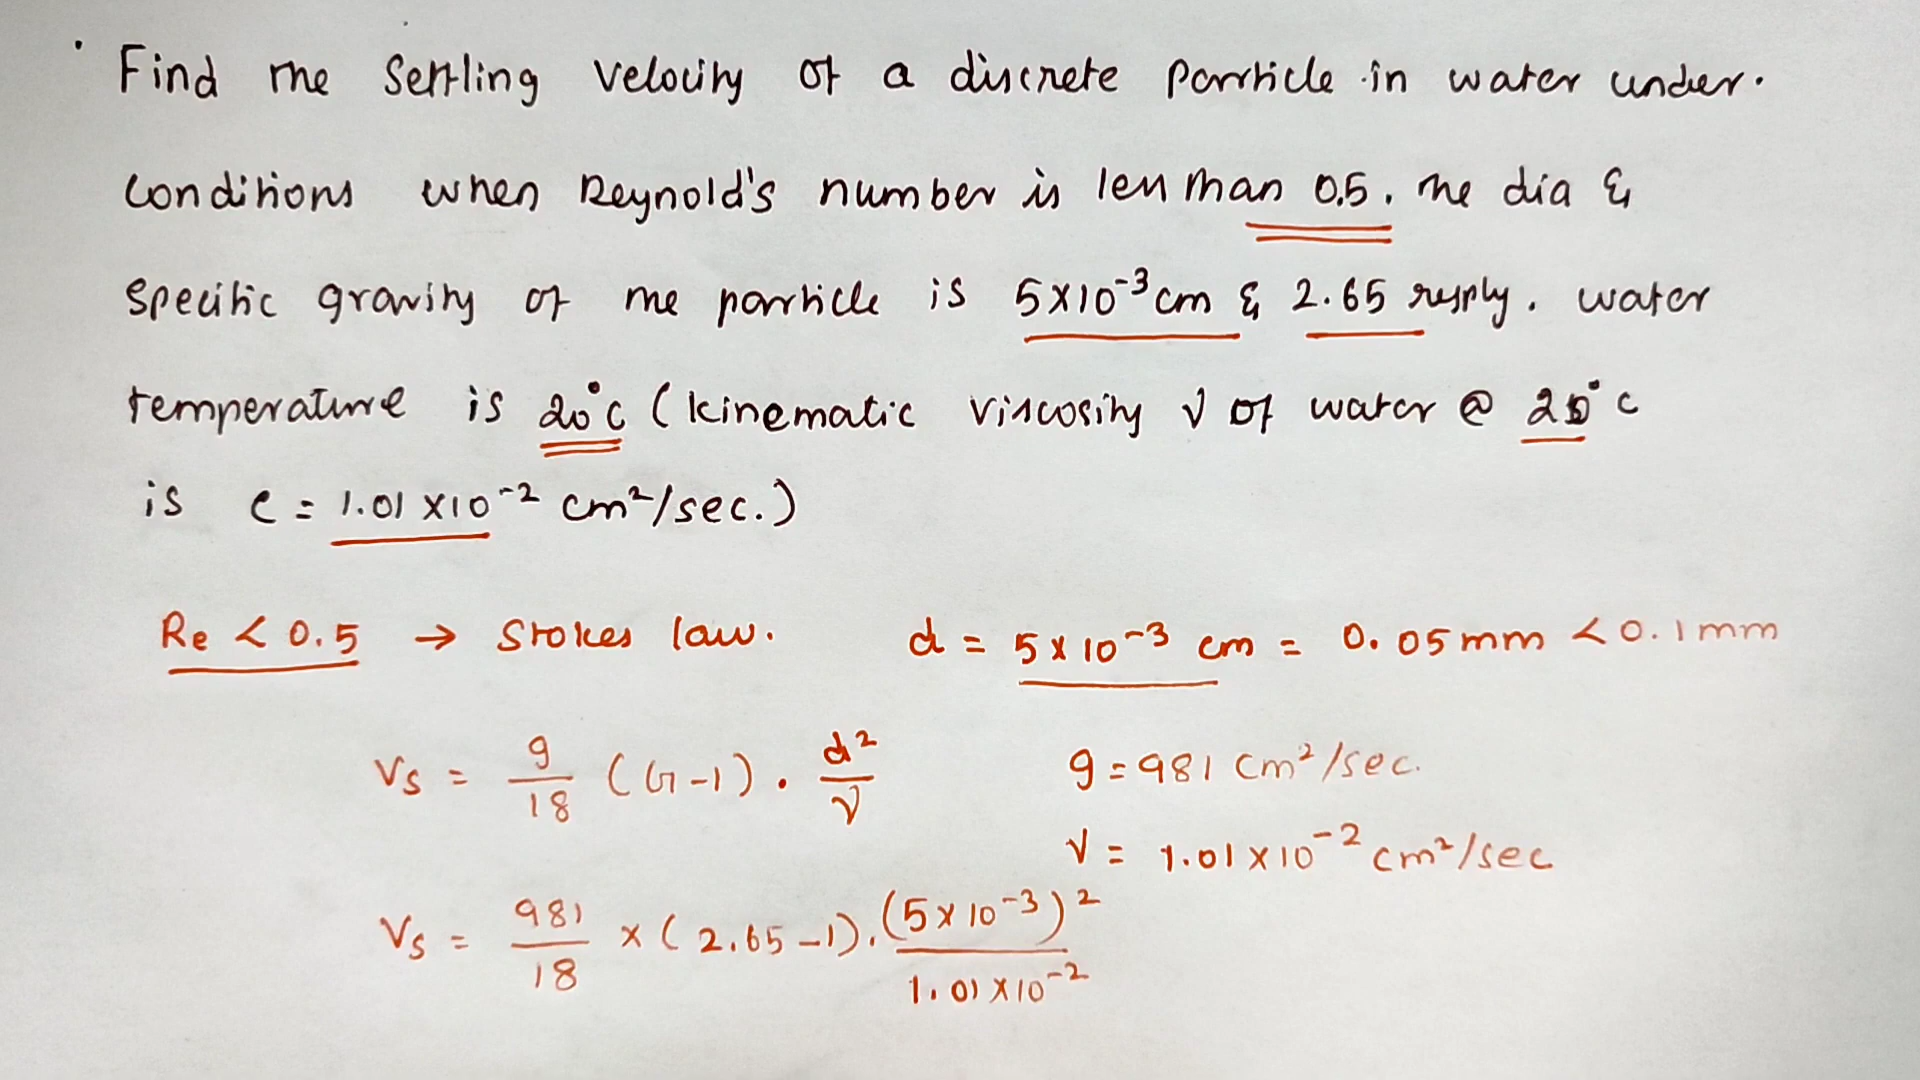 Find the settling velocity of a discrete particle in water under.
conditions when Reynold's number is less than 0.5. The dia &
specific gravity of the particle is 5×10⁻³ cm & 2.65 resply. water
temperature is 20°c (kinematic viscosity ν of water @ 20°c
is e = 1.01 ×10⁻² cm²/sec.)
Re < 0.5 → Stokes law. d = 5×10⁻³ cm = 0.05mm < 0.1mm
Vs = g/18 (G-1) . d²/ν g = 981 cm²/sec.
ν = 1.01×10⁻² cm²/sec
Vs = 981/18 × (2.65-1).(5×10⁻³)²/1.01×10⁻²